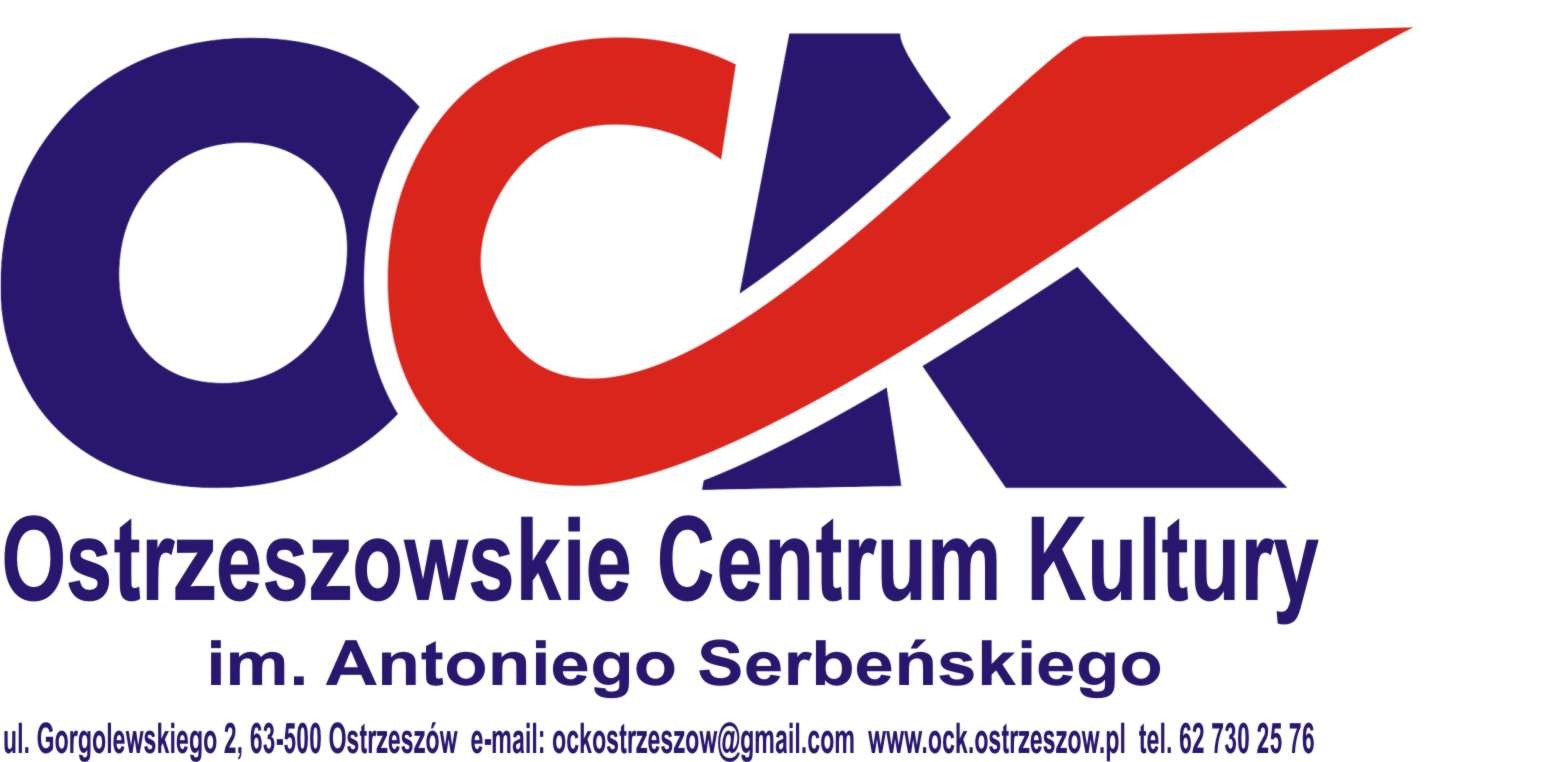 OCK
Ostrzeszowskie Centrum Kultury
im. Antoniego Serbeńskiego
ul. Gorgolewskiego 2, 63-500 Ostrzeszów e-mail: ockostrzeszow@gmail.com www.ock.ostrzeszow.pl tel. 62 730 25 76